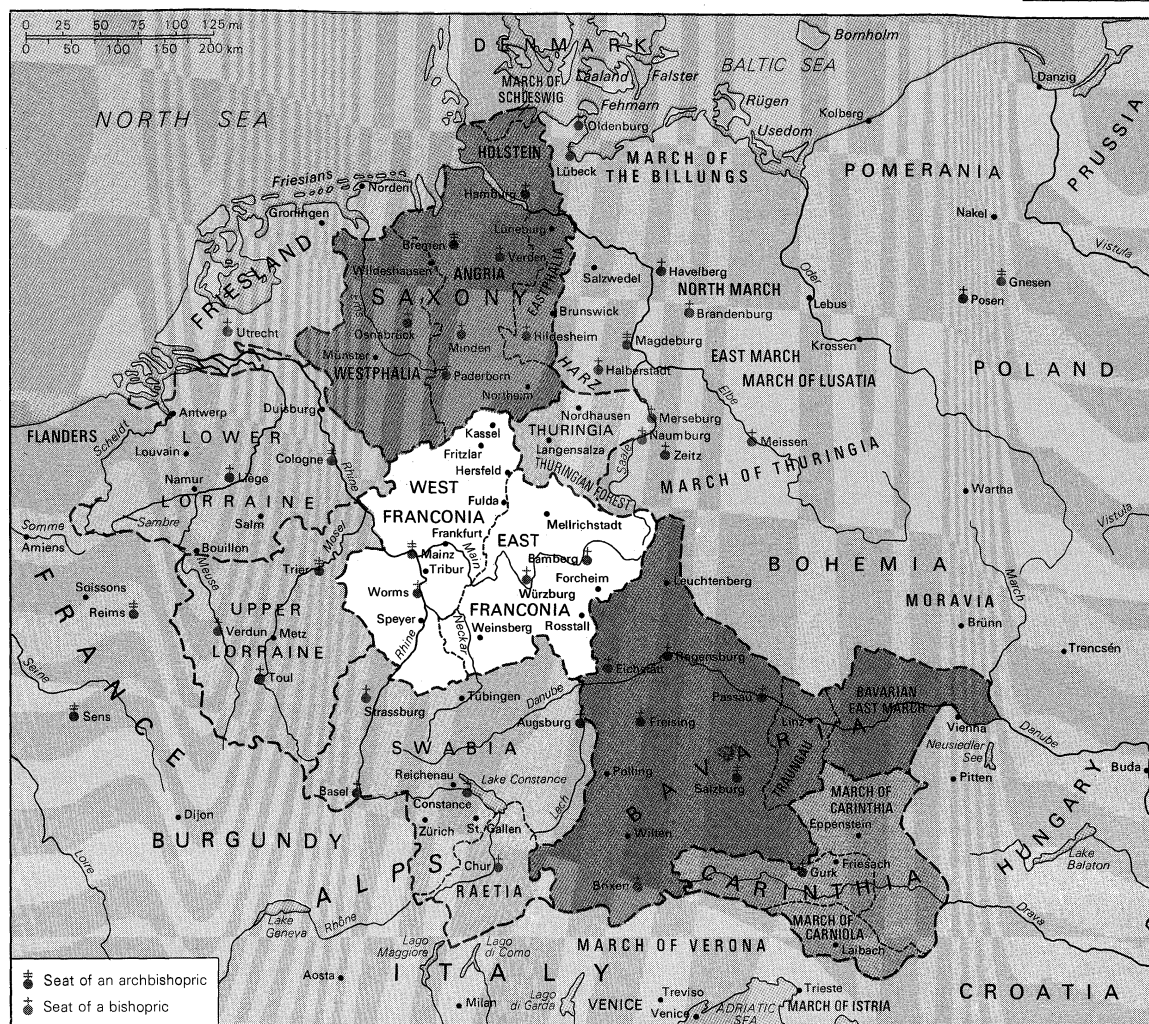 0 25 50 75 100 125 mi
0 50 100 150 200 km
DENMARK
Bornholm
BALTIC SEA
MARCH OF
SCHLESWIG
Laaland
Falster
Fehmarn
Rügen
Usedom
Danzig
Kolberg
NORTH SEA
Oldenburg
PRUSSIA
HOLSTEIN
Lübeck
MARCH OF
THE BILLUNGS
POMERANIA
Friesians
Norden
Hamburg
Groningen
Nakel
Lüneburg
Vistula
FRIESLAND
Bremen
Verden
Wildeshausen
ANGRIA
EASTPHALIA
Salzwedel
Havelberg
NORTH MARCH
Oder
Gnesen
Posen
Lebus
SAXONY
Ems
Brunswick
Brandenburg
Utrecht
Osnabrück
Minden
Hildesheim
Magdeburg
Krossen
Münster
WESTPHALIA
Paderborn
HARZ
Halberstadt
EAST MARCH
MARCH OF LUSATIA
POLAND
Northeim
Elbe
Antwerp
Duisburg
Nordhausen
Merseburg
FLANDERS
Scheldt
LOWER
Kassel
THURINGIA
Naumburg
Meissen
Louvain
Cologne
Fritzlar
Langensalza
Saale
Zeitz
MARCH OF THURINGIA
Namur
Liège
Rhine
Hersfeld
THURINGIAN FOREST
LORRAINE
WEST
Fulda
Wartha
Somme
Sambre
Salm
FRANCONIA
Mellrichstadt
Vistula
Amiens
Bouillon
Mosel
Frankfurt
EAST
Mainz
Main
Bamberg
BOHEMIA
Trier
Tribur
Meuse
Forcheim
Leuchtenberg
March
Soissons
Reims
UPPER
Worms
Würzburg
MORAVIA
FRANCONIA
Verdun
Metz
Speyer
Neckar
Weinsberg
Rosstall
Brünn
LORRAINE
Rhine
Trencsén
FRANCE
Seine
Toul
Eichstätt
Regensburg
Sens
Strassburg
Tübingen
Danube
Passau
BAVARIAN
EAST MARCH
Augsburg
Freising
Linz
Vienna
Danube
SWABIA
Neusiedler
See
Reichenau
Lake Constance
Polling
BAVARIA
TRAUNGAU
Pitten
Buda
Basel
Constance
Lech
Salzburg
MARCH OF
CARINTHIA
Dijon
Zürich
St. Gallen
Eppenstein
HUNGARY
BURGUNDY
Wilten
Lake
Balaton
Loire
Chur
Gurk
Friesach
ALPS
RAETIA
Brixen
CARINTHIA
Drava
Lake
Geneva
Rhône
MARCH OF
CARNIOLA
Lago
Maggiore
Lago
di Como
MARCH OF VERONA
Laibach
Aosta
ITALY
Seat of an archbishopric
Seat of a bishopric
Milan
Lago
di Garda
VENICE
Treviso
Venice
ADRIATIC
SEA
Trieste
MARCH OF ISTRIA
CROATIA